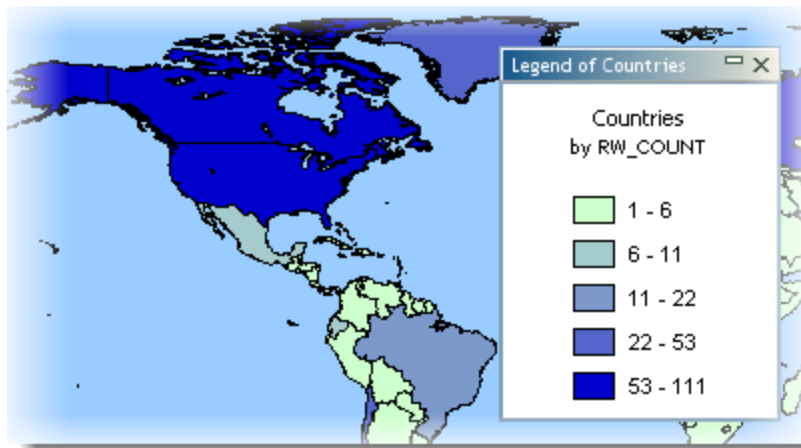 Legend of Countries
Countries
by RW_COUNT
1 - 6
6 - 11
11 - 22
22 - 53
53 - 111